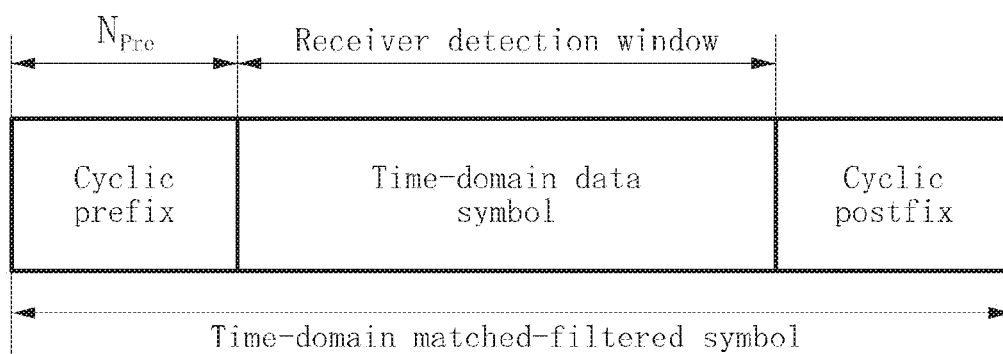 N_Pre
Receiver detection window
Cyclic
prefix
Time-domain data
symbol
Cyclic
postfix
Time-domain matched-filtered symbol